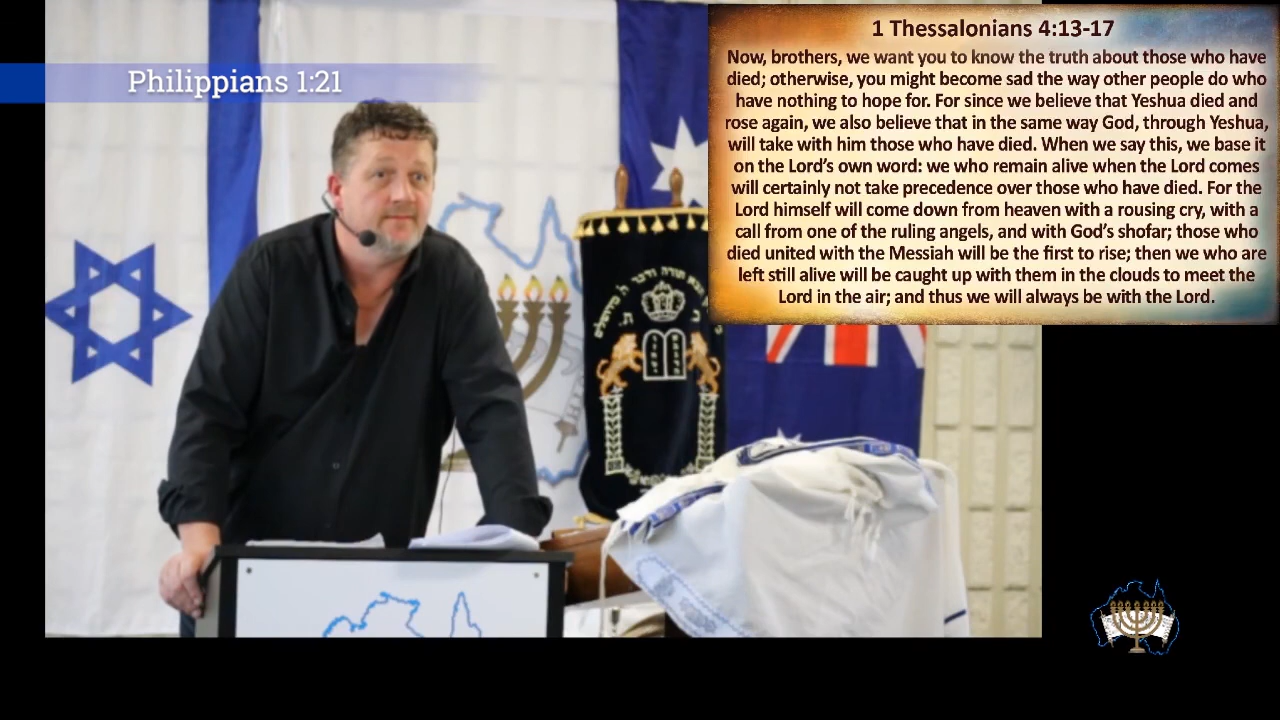 Philippians 1:21
1 Thessalonians 4:13-17
Now, brothers, we want you to know the truth about those who have
died; otherwise, you might become sad the way other people do who
have nothing to hope for. For since we believe that Yeshua died and
rose again, we also believe that in the same way God, through Yeshua,
will take with him those who have died. When we say this, we base it
on the Lord’s own word: we who remain alive when the Lord comes
will certainly not take precedence over those who have died. For the
Lord himself will come down from heaven with a rousing cry, with a
call from one of the ruling angels, and with God’s shofar; those who
died united with the Messiah will be the first to rise; then we who are
left still alive will be caught up with them in the clouds to meet the
Lord in the air; and thus we will always be with the Lord.